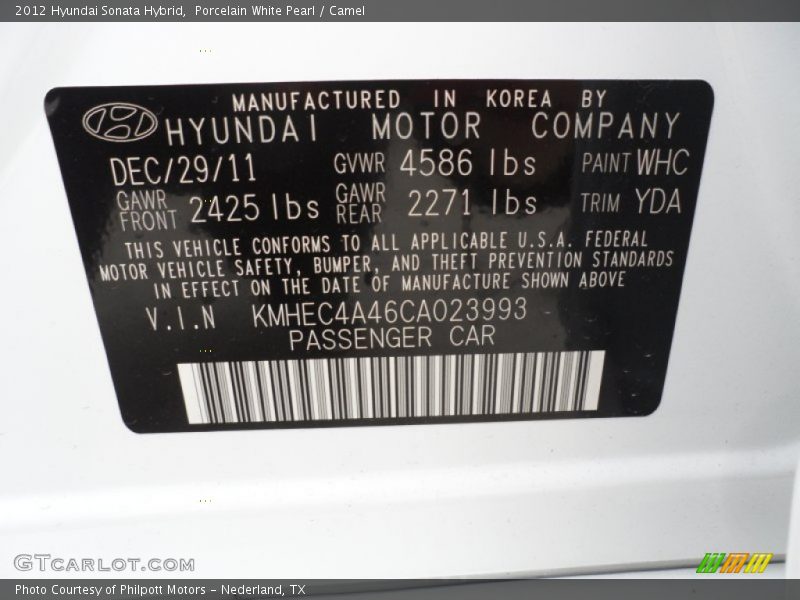 2012 Hyundai Sonata Hybrid,  Porcelain White Pearl / Camel
MANUFACTURED IN KOREA BY
HYUNDAI MOTOR COMPANY
DEC/29/11 GVWR 4586 lbs PAINT WHC
GAWR FRONT 2425 lbs GAWR REAR 2271 lbs TRIM YDA
THIS VEHICLE CONFORMS TO ALL APPLICABLE U.S.A. FEDERAL
MOTOR VEHICLE SAFETY, BUMPER, AND THEFT PREVENTION STANDARDS
IN EFFECT ON THE DATE OF MANUFACTURE SHOWN ABOVE
V.I.N KMHEC4A46CA023993
PASSENGER CAR
GTCARLOT.COM
Photo Courtesy of Philpott Motors - Nederland, TX